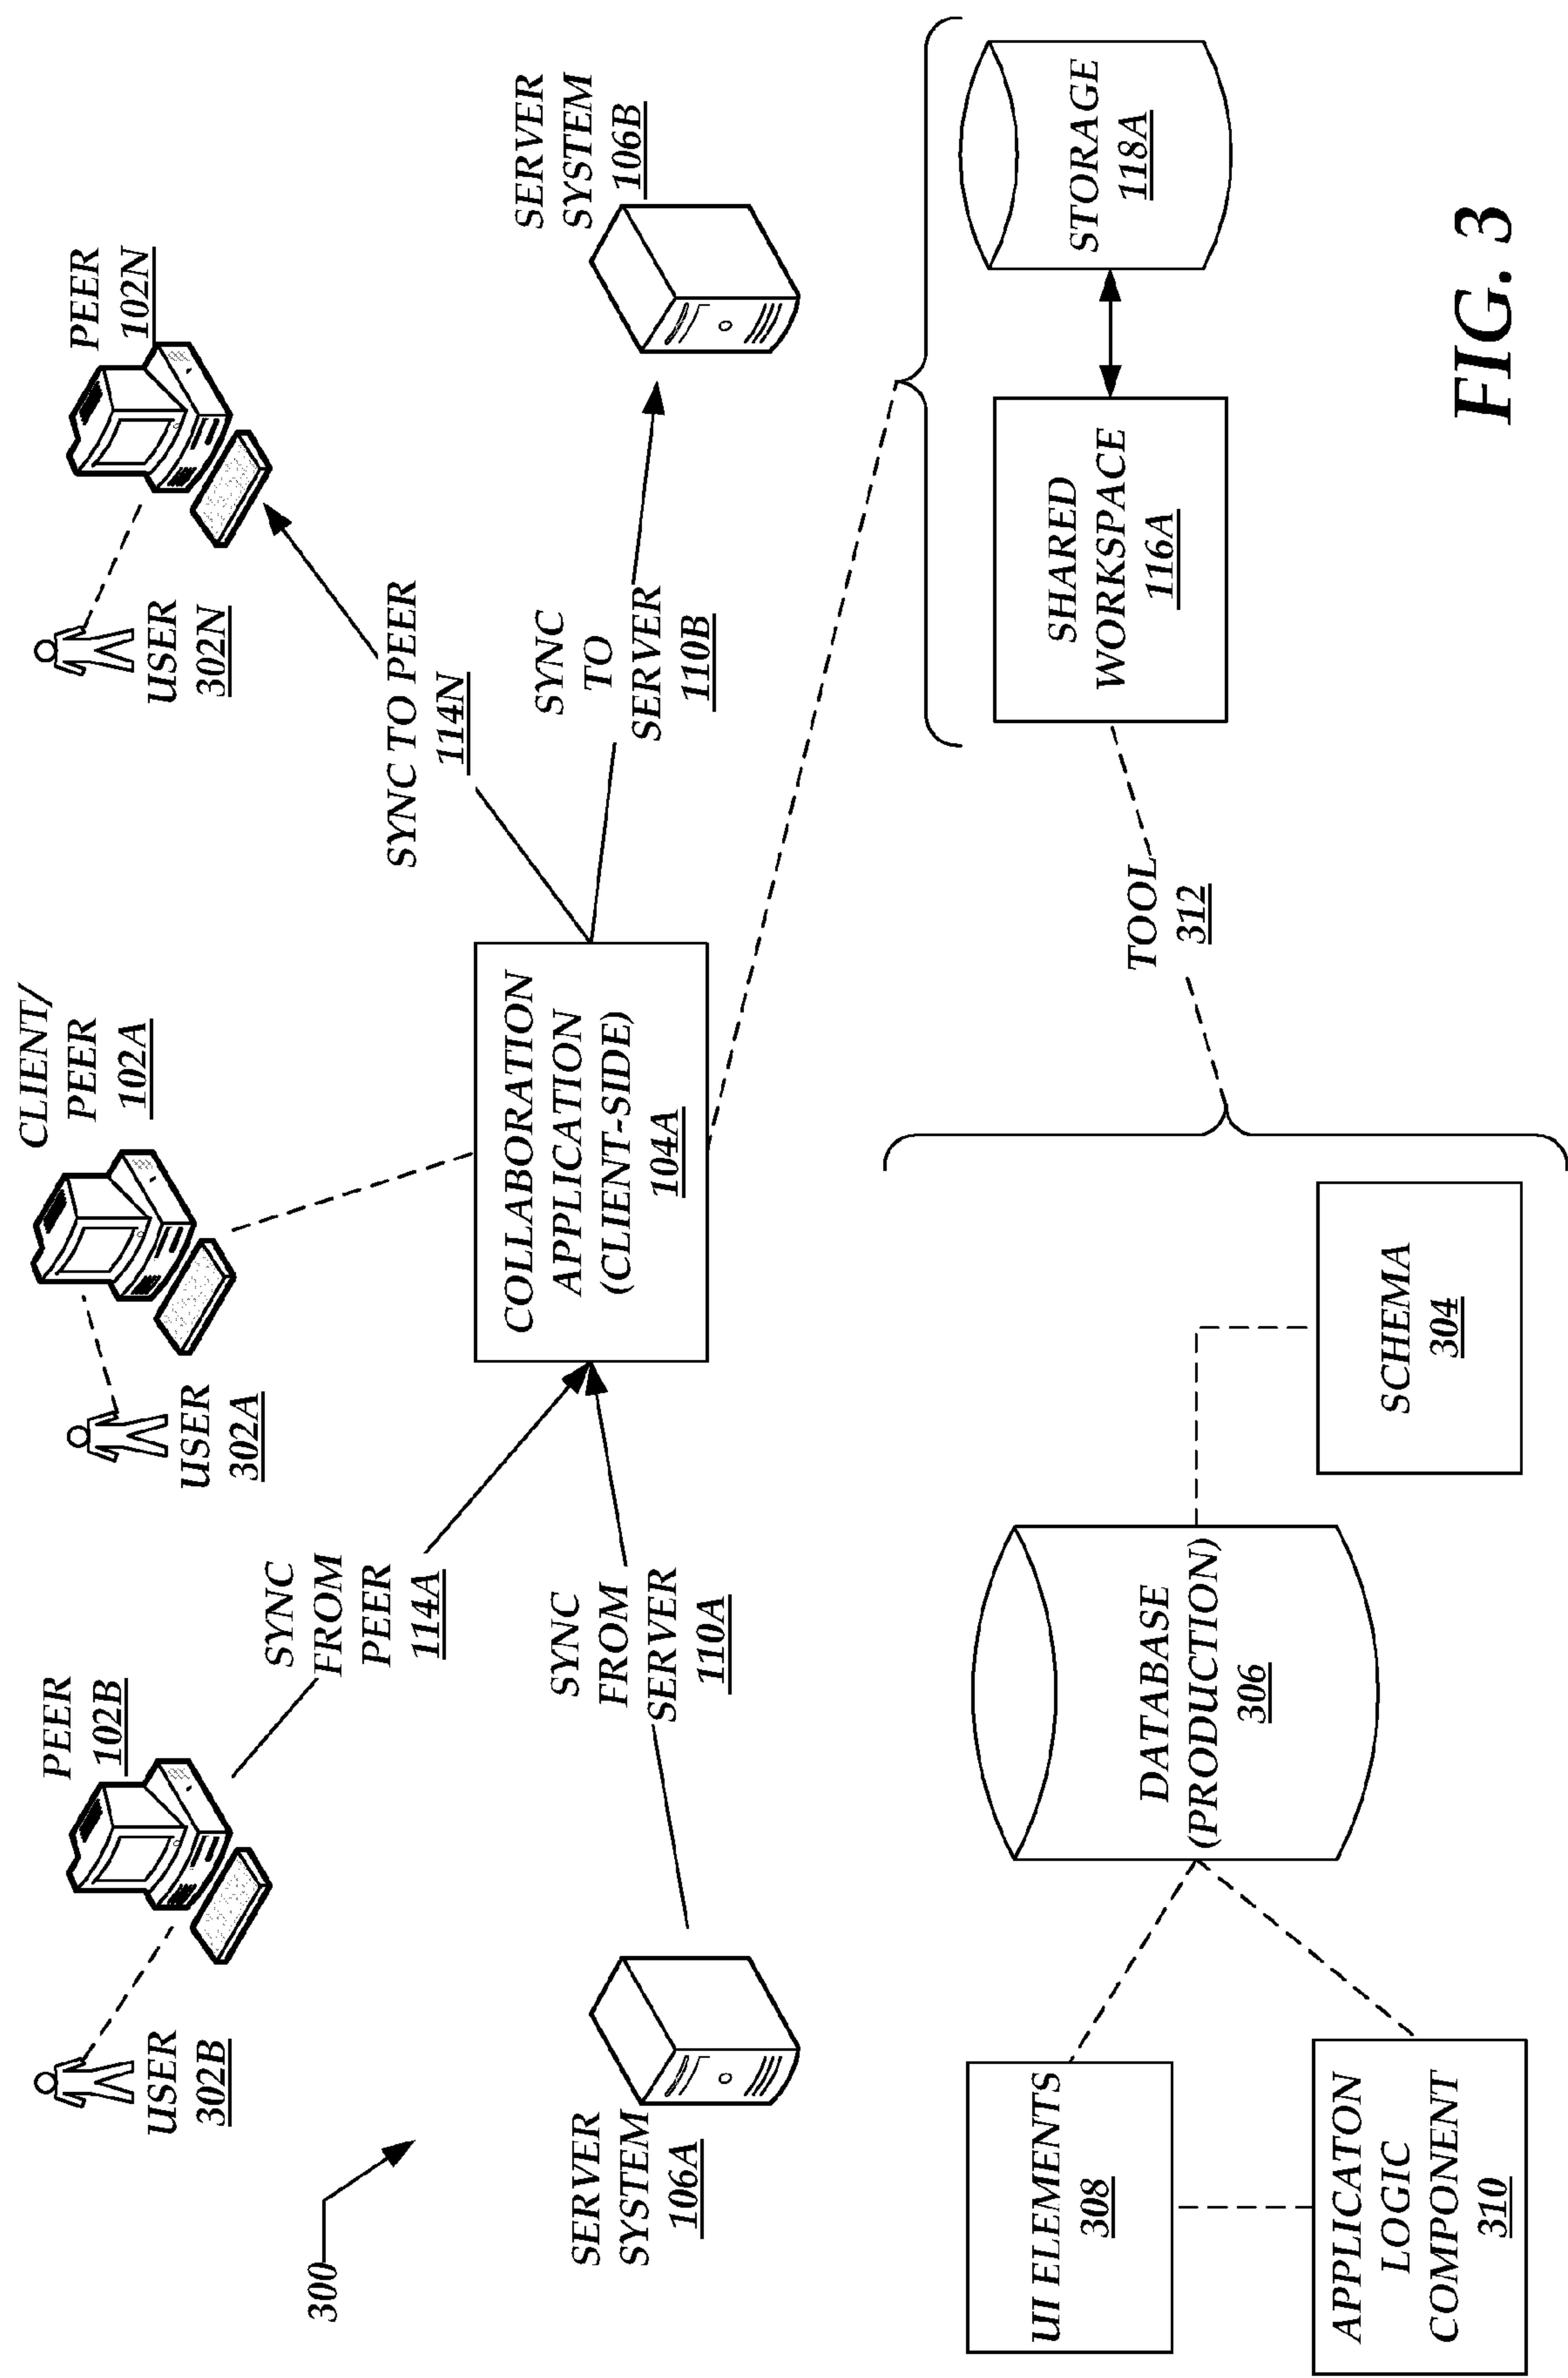 300
USER
302B
PEER
102B
USER
302A
CLIENT/
PEER
102A
USER
302N
PEER
102N
SYNC
FROM
PEER
114A
SYNC TO PEER
114N
SERVER
SYSTEM
106A
SYNC
FROM
SERVER
110A
COLLABORATION
APPLICATION
(CLIENT-SIDE)
104A
SYNC
TO
SERVER
110B
SERVER
SYSTEM
106B
UI ELEMENTS
308
APPLICATON
LOGIC
COMPONENT
310
DATABASE
(PRODUCTION)
306
SCHEMA
304
TOOL
312
SHARED
WORKSPACE
116A
STORAGE
118A
FIG. 3